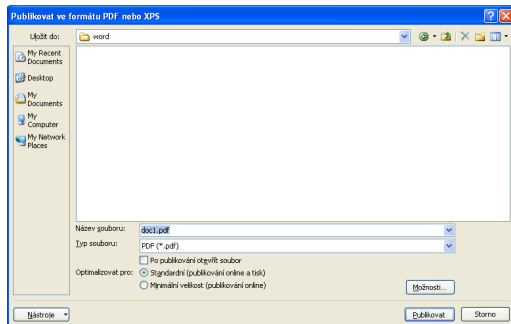 Publikovat ve formátu PDF nebo XPS
Uložit do:
word
My Recent
Documents
Desktop
My
Documents
My
Computer
My Network
Places
Název souboru:
doc1.pdf
Typ souboru:
PDF (*.pdf)
Po publikování otevřít soubor
Optimalizovat pro:
Standardní (publikování online a tisk)
Minimální velikost (publikování online)
Možnosti...
Nástroje
Publikovat
Storno